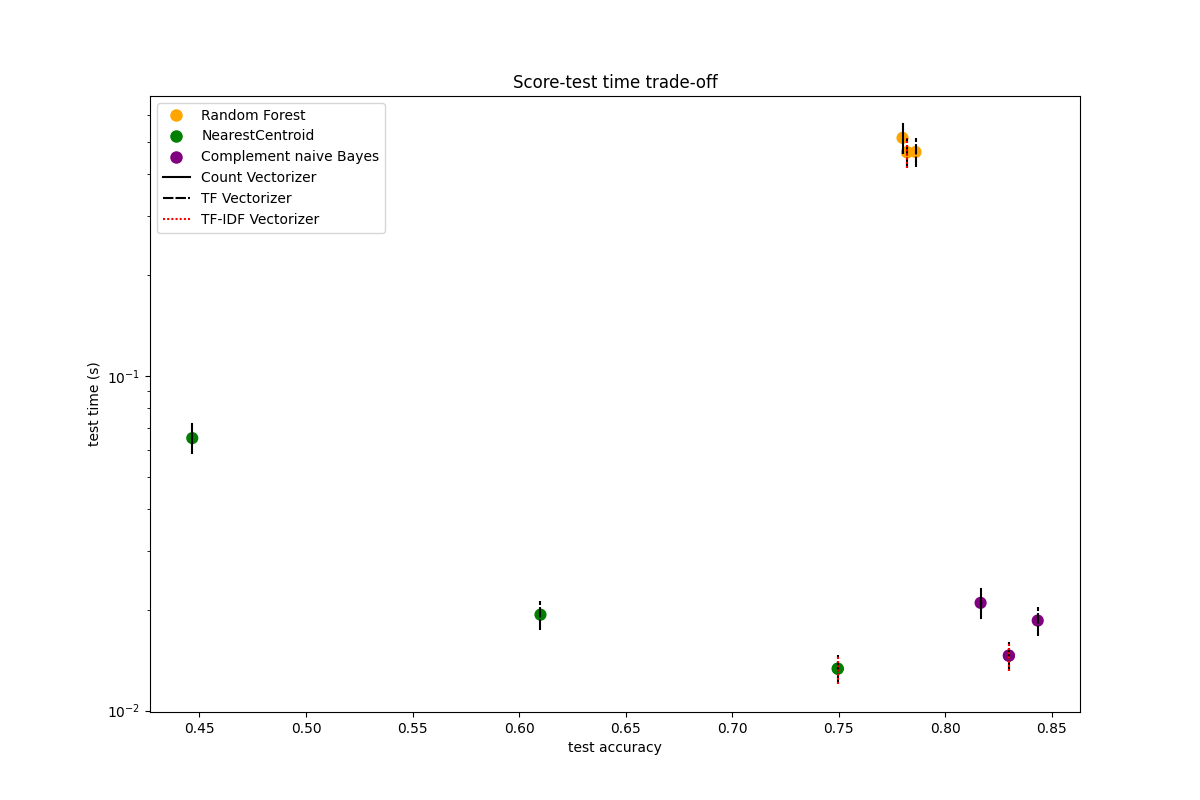 Score-test time trade-off
Random Forest
NearestCentroid
Complement naive Bayes
Count Vectorizer
TF Vectorizer
TF-IDF Vectorizer
test time (s)
10⁻¹
10⁻²
0.45 0.50 0.55 0.60 0.65 0.70 0.75 0.80 0.85
test accuracy